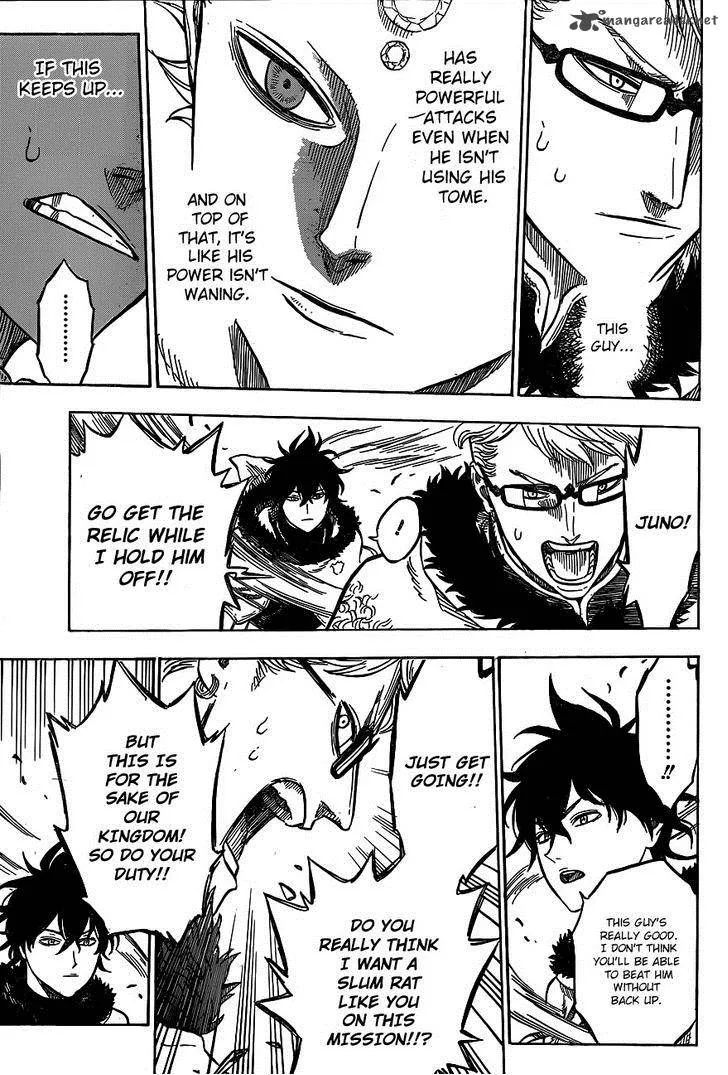 mangareader.net
THIS
GUY...
HAS
REALLY
POWERFUL
ATTACKS
EVEN WHEN
HE ISN'T
USING HIS
TOME.
AND ON
TOP OF
THAT, IT'S
LIKE HIS
POWER ISN'T
WANING.
IF THIS
KEEPS UP...
.........
JUNO!
!
GO GET THE
RELIC WHILE
I HOLD HIM
OFF!!
.........!!
THIS GUY'S
REALLY GOOD.
I DON'T THINK
YOU'LL BE ABLE
TO BEAT HIM
WITHOUT
BACK UP.
JUST GET
GOING!!
DO YOU
REALLY THINK
I WANT A
SLUM RAT
LIKE YOU
ON THIS
MISSION!!?
BUT
THIS IS
FOR THE
SAKE OF
OUR
KINGDOM!
SO DO YOUR
DUTY!!